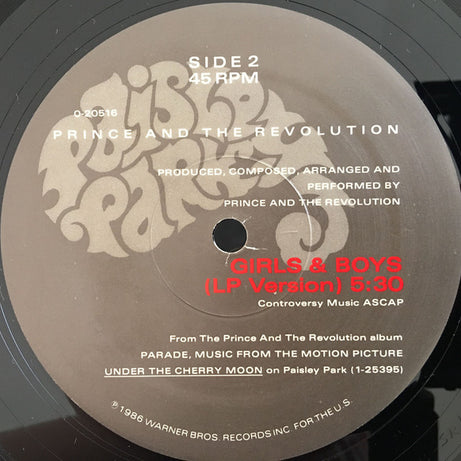 SIDE 2
45 RPM
Paisley
Park
0-20516
PRINCE AND THE REVOLUTION
PRODUCED, COMPOSED, ARRANGED AND
PERFORMED BY
PRINCE AND THE REVOLUTION
GIRLS & BOYS
(LP Version) 5:30
Controversy Music ASCAP
From The Prince And The Revolution album
PARADE, MUSIC FROM THE MOTION PICTURE
UNDER THE CHERRY MOON on Paisley Park (1-25395)
℗ 1986 WARNER BROS. RECORDS INC. FOR THE U.S.